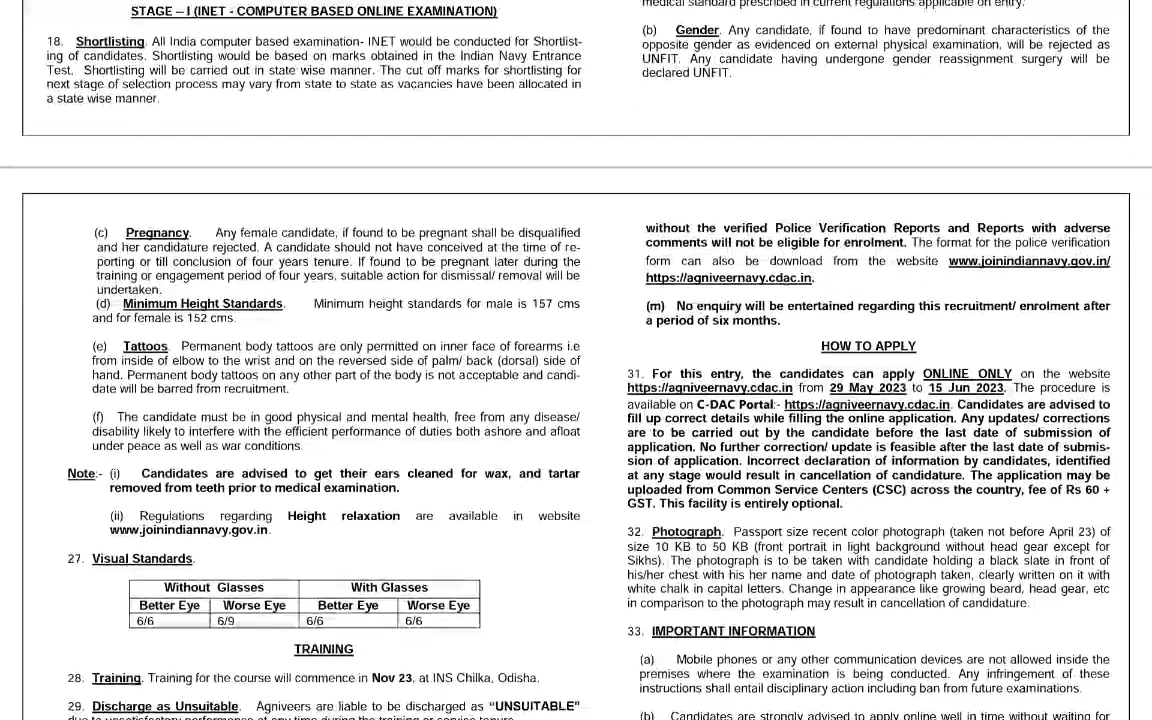 STAGE – I (INET - COMPUTER BASED ONLINE EXAMINATION)
18. Shortlisting. All India computer based examination- INET would be conducted for Shortlist-
ing of candidates. Shortlisting would be based on marks obtained in the Indian Navy Entrance
Test. Shortlisting will be carried out in state wise manner. The cut off marks for shortlisting for
next stage of selection process may vary from state to state as vacancies have been allocated in
a state wise manner.
medical standard prescribed in current regulations applicable on entry.
(b) Gender. Any candidate, if found to have predominant characteristics of the
opposite gender as evidenced on external physical examination, will be rejected as
UNFIT. Any candidate having undergone gender reassignment surgery will be
declared UNFIT.
(c) Pregnancy. Any female candidate, if found to be pregnant shall be disqualified
and her candidature rejected. A candidate should not have conceived at the time of re-
porting or till conclusion of four years tenure. If found to be pregnant later during the
training or engagement period of four years, suitable action for dismissal/ removal will be
undertaken.
(d) Minimum Height Standards. Minimum height standards for male is 157 cms
and for female is 152 cms.
(e) Tattoos. Permanent body tattoos are only permitted on inner face of forearms i.e
from inside of elbow to the wrist and on the reversed side of palm/ back (dorsal) side of
hand. Permanent body tattoos on any other part of the body is not acceptable and candi-
date will be barred from recruitment.
(f) The candidate must be in good physical and mental health, free from any disease/
disability likely to interfere with the efficient performance of duties both ashore and afloat
under peace as well as war conditions.
Note:- (i) Candidates are advised to get their ears cleaned for wax, and tartar
removed from teeth prior to medical examination.
(ii) Regulations regarding Height relaxation are available in website
www.joinindiannavy.gov.in.
27. Visual Standards.
Without Glasses With Glasses
Better Eye Worse Eye Better Eye Worse Eye
6/6 6/9 6/6 6/6
TRAINING
28. Training. Training for the course will commence in Nov 23, at INS Chilka, Odisha.
29. Discharge as Unsuitable. Agniveers are liable to be discharged as “UNSUITABLE”
due to unsatisfactory performance at any time during the training or service tenure.
without the verified Police Verification Reports and Reports with adverse
comments will not be eligible for enrolment. The format for the police verification
form can also be download from the website www.joinindiannavy.gov.in/
https://agniveernavy.cdac.in.
(m) No enquiry will be entertained regarding this recruitment/ enrolment after
a period of six months.
HOW TO APPLY
31. For this entry, the candidates can apply ONLINE ONLY on the website
https://agniveernavy.cdac.in from 29 May 2023 to 15 Jun 2023. The procedure is
available on C-DAC Portal:- https://agniveernavy.cdac.in. Candidates are advised to
fill up correct details while filling the online application. Any updates/ corrections
are to be carried out by the candidate before the last date of submission of
application. No further correction/ update is feasible after the last date of submis-
sion of application. Incorrect declaration of information by candidates, identified
at any stage would result in cancellation of candidature. The application may be
uploaded from Common Service Centers (CSC) across the country, fee of Rs 60 +
GST. This facility is entirely optional.
32. Photograph. Passport size recent color photograph (taken not before April 23) of
size 10 KB to 50 KB (front portrait in light background without head gear except for
Sikhs). The photograph is to be taken with candidate holding a black slate in front of
his/her chest with his her name and date of photograph taken, clearly written on it with
white chalk in capital letters. Change in appearance like growing beard, head gear, etc
in comparison to the photograph may result in cancellation of candidature.
33. IMPORTANT INFORMATION
(a) Mobile phones or any other communication devices are not allowed inside the
premises where the examination is being conducted. Any infringement of these
instructions shall entail disciplinary action including ban from future examinations.
(b) Candidates are strongly advised to apply online well in time without waiting for